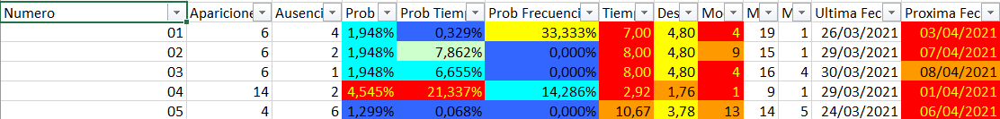 Numero Aparicione Ausenci Prob Prob Tiemp Prob Frecuenci Tiemp Des Mo M M Ultima Fec Proxima Fec
01 6 4 1,948% 0,329% 33,333% 7,00 4,80 4 19 1 26/03/2021 03/04/2021
02 6 2 1,948% 7,862% 0,000% 8,00 4,80 9 15 1 29/03/2021 07/04/2021
03 6 1 1,948% 6,655% 0,000% 8,00 4,80 4 16 4 30/03/2021 08/04/2021
04 14 2 4,545% 21,337% 14,286% 2,92 1,76 1 9 1 29/03/2021 01/04/2021
05 4 6 1,299% 0,068% 0,000% 10,67 3,78 13 14 5 24/03/2021 06/04/2021